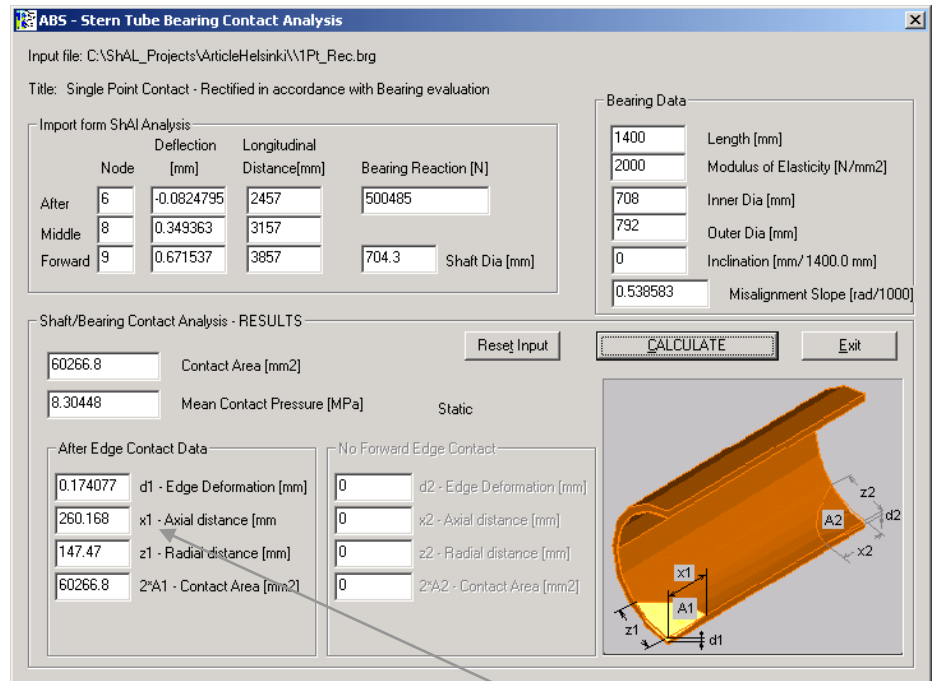 ABS - Stern Tube Bearing Contact Analysis
Input file: C:\ShAL_Projects\ArticleHelsinki\\1Pt_Rec.brg
Title: Single Point Contact - Rectified in accordance with Bearing evaluation
Import form ShAl Analysis
Deflection Longitudinal
Node [mm] Distance[mm] Bearing Reaction [N]
After 6 -0.0824795 2457 500485
Middle 8 0.349363 3157
Forward 9 0.671537 3857 704.3 Shaft Dia [mm]
Bearing Data
1400 Length [mm]
2000 Modulus of Elasticity [N/mm2]
708 Inner Dia [mm]
792 Outer Dia [mm]
0 Inclination [mm/ 1400.0 mm]
0.538583 Misalignment Slope [rad/1000]
Shaft/Bearing Contact Analysis - RESULTS
Reset Input CALCULATE Exit
60266.8 Contact Area [mm2]
8.30448 Mean Contact Pressure [MPa] Static
After Edge Contact Data
0.174077 d1 - Edge Deformation [mm]
260.168 x1 - Axial distance [mm
147.47 z1 - Radial distance [mm]
60266.8 2*A1 - Contact Area [mm2]
No Forward Edge Contact
0 d2 - Edge Deformation [mm]
0 x2 - Axial distance [mm]
0 z2 - Radial distance [mm]
0 2*A2 - Contact Area [mm2]
z2
A2 d2
x2
x1
A1
z1 d1